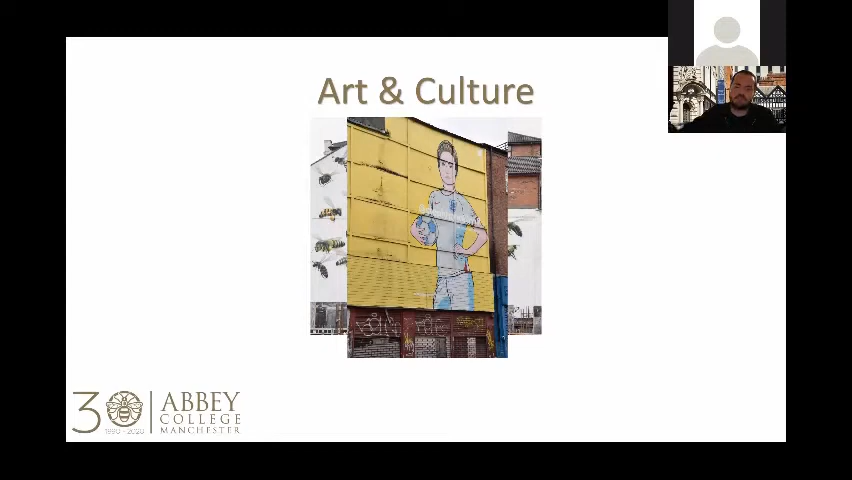 Art & Culture
30
1990 - 2020
ABBEY
COLLEGE
MANCHESTER